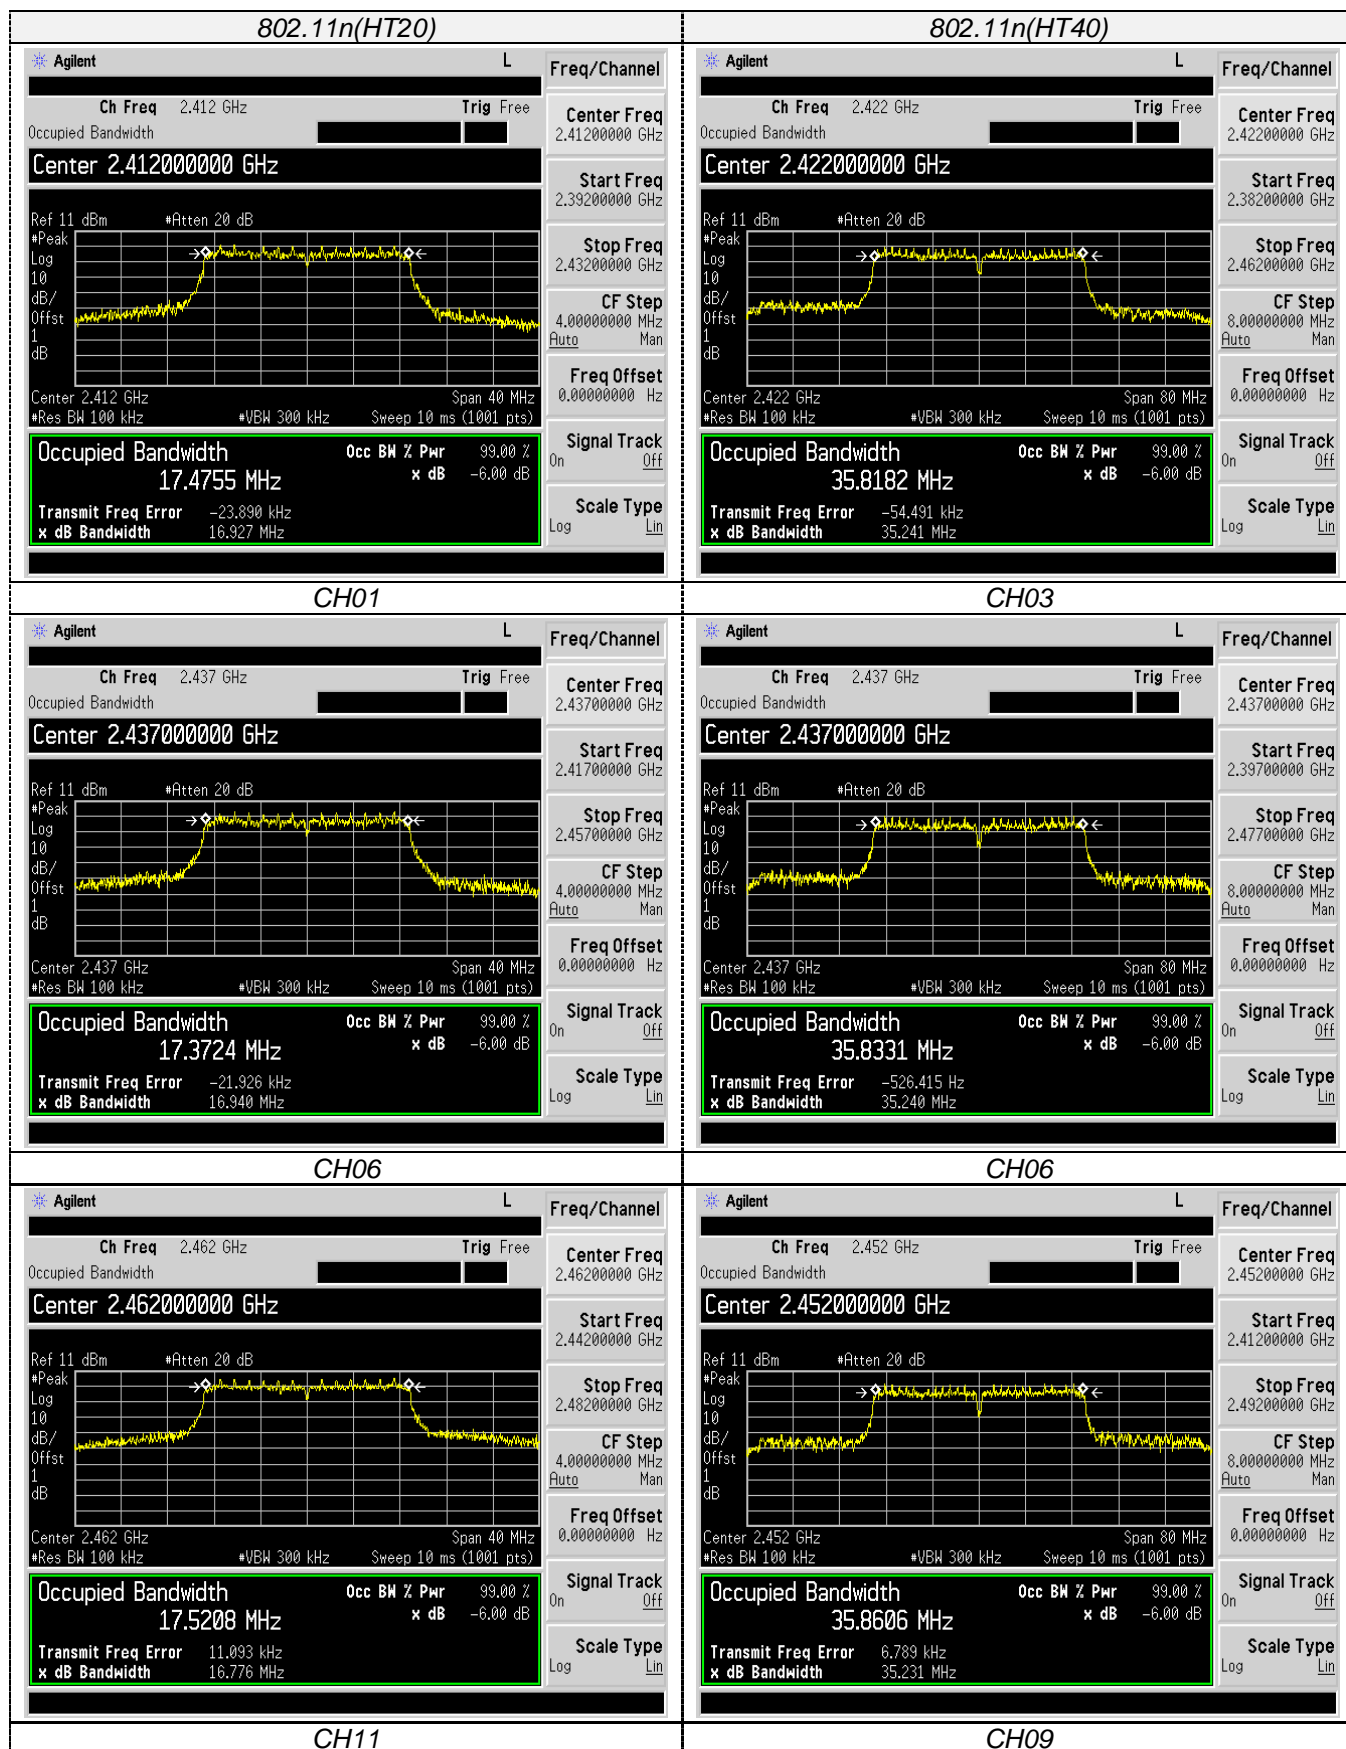 802.11n(HT20)
802.11n(HT40)
Agilent
L
Freq/Channel
Ch Freq 2.412 GHz
Trig Free
Occupied Bandwidth
Center 2.412000000 GHz
Ref 11 dBm
#Atten 20 dB
#Peak
Log
10
dB/
Offst
1
dB
Center 2.412 GHz
Span 40 MHz
#Res BW 100 kHz
#VBW 300 kHz
Sweep 10 ms (1001 pts)
Occupied Bandwidth
17.4755 MHz
Occ BW % Pwr 99.00 %
x dB -6.00 dB
Transmit Freq Error -23.890 kHz
x dB Bandwidth 16.927 MHz
Center Freq
2.41200000 GHz
Start Freq
2.39200000 GHz
Stop Freq
2.43200000 GHz
CF Step
4.00000000 MHz
Auto Man
Freq Offset
0.00000000 Hz
Signal Track
On Off
Scale Type
Log Lin
Agilent
L
Freq/Channel
Ch Freq 2.422 GHz
Trig Free
Occupied Bandwidth
Center 2.422000000 GHz
Ref 11 dBm
#Atten 20 dB
#Peak
Log
10
dB/
Offst
1
dB
Center 2.422 GHz
Span 80 MHz
#Res BW 100 kHz
#VBW 300 kHz
Sweep 10 ms (1001 pts)
Occupied Bandwidth
35.8182 MHz
Occ BW % Pwr 99.00 %
x dB -6.00 dB
Transmit Freq Error -54.491 kHz
x dB Bandwidth 35.241 MHz
Center Freq
2.42200000 GHz
Start Freq
2.38200000 GHz
Stop Freq
2.46200000 GHz
CF Step
8.00000000 MHz
Auto Man
Freq Offset
0.00000000 Hz
Signal Track
On Off
Scale Type
Log Lin
CH01
CH03
Agilent
L
Freq/Channel
Ch Freq 2.437 GHz
Trig Free
Occupied Bandwidth
Center 2.437000000 GHz
Ref 11 dBm
#Atten 20 dB
#Peak
Log
10
dB/
Offst
1
dB
Center 2.437 GHz
Span 40 MHz
#Res BW 100 kHz
#VBW 300 kHz
Sweep 10 ms (1001 pts)
Occupied Bandwidth
17.3724 MHz
Occ BW % Pwr 99.00 %
x dB -6.00 dB
Transmit Freq Error -21.926 kHz
x dB Bandwidth 16.940 MHz
Center Freq
2.43700000 GHz
Start Freq
2.41700000 GHz
Stop Freq
2.45700000 GHz
CF Step
4.00000000 MHz
Auto Man
Freq Offset
0.00000000 Hz
Signal Track
On Off
Scale Type
Log Lin
Agilent
L
Freq/Channel
Ch Freq 2.437 GHz
Trig Free
Occupied Bandwidth
Center 2.437000000 GHz
Ref 11 dBm
#Atten 20 dB
#Peak
Log
10
dB/
Offst
1
dB
Center 2.437 GHz
Span 80 MHz
#Res BW 100 kHz
#VBW 300 kHz
Sweep 10 ms (1001 pts)
Occupied Bandwidth
35.8331 MHz
Occ BW % Pwr 99.00 %
x dB -6.00 dB
Transmit Freq Error -526.415 Hz
x dB Bandwidth 35.240 MHz
Center Freq
2.43700000 GHz
Start Freq
2.39700000 GHz
Stop Freq
2.47700000 GHz
CF Step
8.00000000 MHz
Auto Man
Freq Offset
0.00000000 Hz
Signal Track
On Off
Scale Type
Log Lin
CH06
CH06
Agilent
L
Freq/Channel
Ch Freq 2.462 GHz
Trig Free
Occupied Bandwidth
Center 2.462000000 GHz
Ref 11 dBm
#Atten 20 dB
#Peak
Log
10
dB/
Offst
1
dB
Center 2.462 GHz
Span 40 MHz
#Res BW 100 kHz
#VBW 300 kHz
Sweep 10 ms (1001 pts)
Occupied Bandwidth
17.5208 MHz
Occ BW % Pwr 99.00 %
x dB -6.00 dB
Transmit Freq Error 11.093 kHz
x dB Bandwidth 16.776 MHz
Center Freq
2.46200000 GHz
Start Freq
2.44200000 GHz
Stop Freq
2.48200000 GHz
CF Step
4.00000000 MHz
Auto Man
Freq Offset
0.00000000 Hz
Signal Track
On Off
Scale Type
Log Lin
Agilent
L
Freq/Channel
Ch Freq 2.452 GHz
Trig Free
Occupied Bandwidth
Center 2.452000000 GHz
Ref 11 dBm
#Atten 20 dB
#Peak
Log
10
dB/
Offst
1
dB
Center 2.452 GHz
Span 80 MHz
#Res BW 100 kHz
#VBW 300 kHz
Sweep 10 ms (1001 pts)
Occupied Bandwidth
35.8606 MHz
Occ BW % Pwr 99.00 %
x dB -6.00 dB
Transmit Freq Error 6.789 kHz
x dB Bandwidth 35.231 MHz
Center Freq
2.45200000 GHz
Start Freq
2.41200000 GHz
Stop Freq
2.49200000 GHz
CF Step
8.00000000 MHz
Auto Man
Freq Offset
0.00000000 Hz
Signal Track
On Off
Scale Type
Log Lin
CH11
CH09